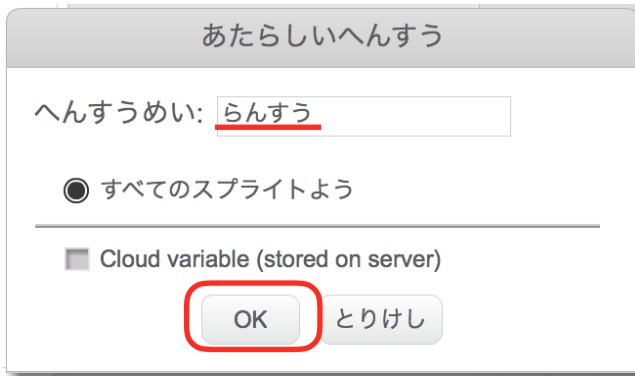 あたらしいへんすう
へんすうめい: らんすう
すべてのスプライトよう
Cloud variable (stored on server)
OK とりけし